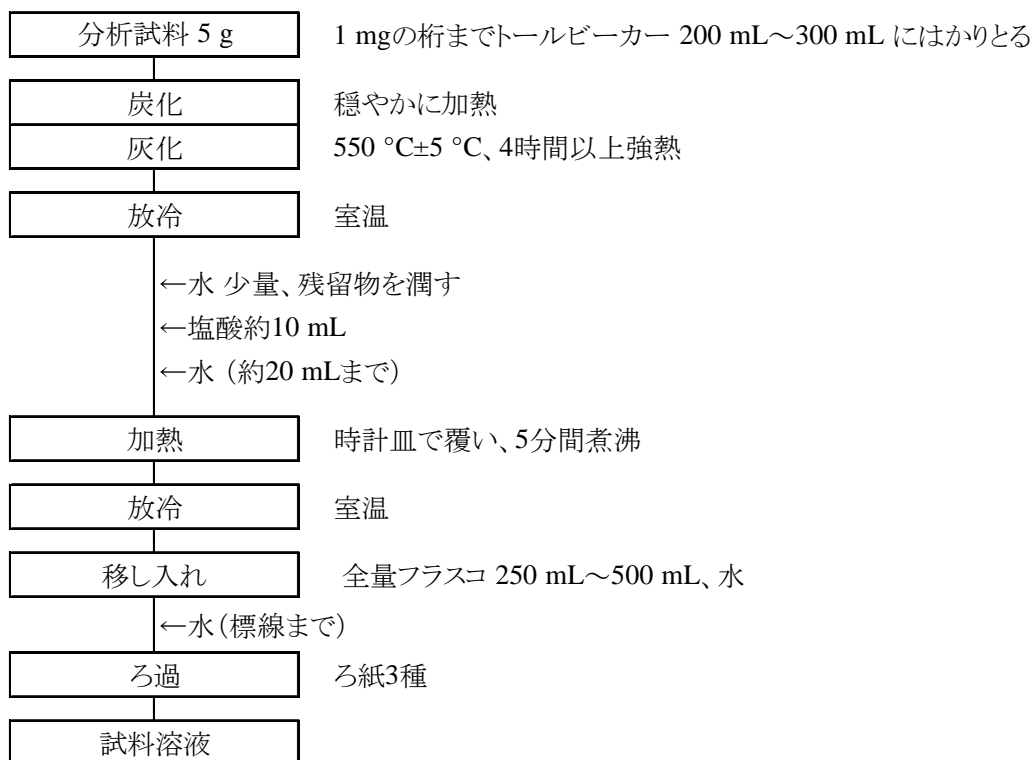 分析試料 5 g 1 mgの桁までトールビーカー 200 mL～300 mL にはかりとる
炭化 穏やかに加熱
灰化 550 °C±5 °C、4時間以上強熱
放冷 室温
←水 少量、残留物を潤す
←塩酸約10 mL
←水 （約20 mLまで）
加熱 時計皿で覆い、5分間煮沸
放冷 室温
移し入れ 全量フラスコ 250 mL～500 mL、水
←水（標線まで）
ろ過 ろ紙3種
試料溶液